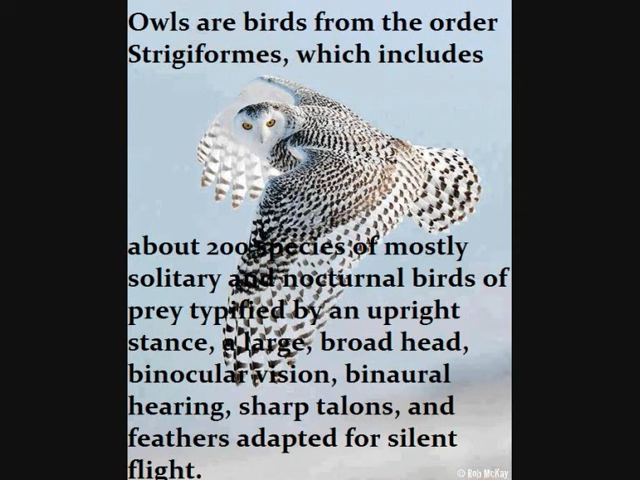 Owls are birds from the order
Strigiformes, which includes
about 200 species of mostly
solitary and nocturnal birds of
prey typified by an upright
stance, a large, broad head,
binocular vision, binaural
hearing, sharp talons, and
feathers adapted for silent
flight.
© Rob McKay